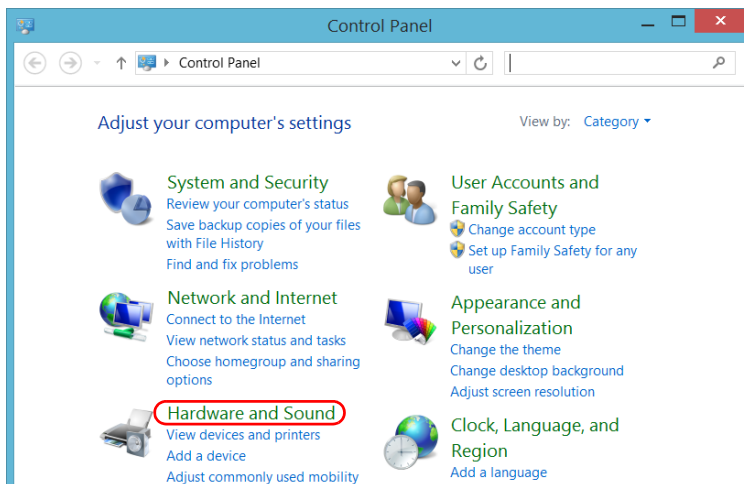 Control Panel
Control Panel
Adjust your computer's settings
View by: Category
System and Security
Review your computer's status
Save backup copies of your files
with File History
Find and fix problems
Network and Internet
Connect to the Internet
View network status and tasks
Choose homegroup and sharing
options
Hardware and Sound
View devices and printers
Add a device
Adjust commonly used mobility
User Accounts and
Family Safety
Change account type
Set up Family Safety for any
user
Appearance and
Personalization
Change the theme
Change desktop background
Adjust screen resolution
Clock, Language, and
Region
Add a language